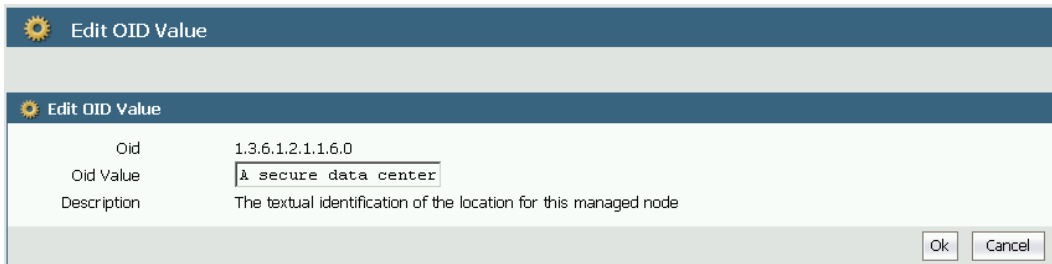 Edit OID Value
Edit OID Value
Oid 1.3.6.1.2.1.1.6.0
Oid Value A secure data center
Description The textual identification of the location for this managed node
Ok Cancel